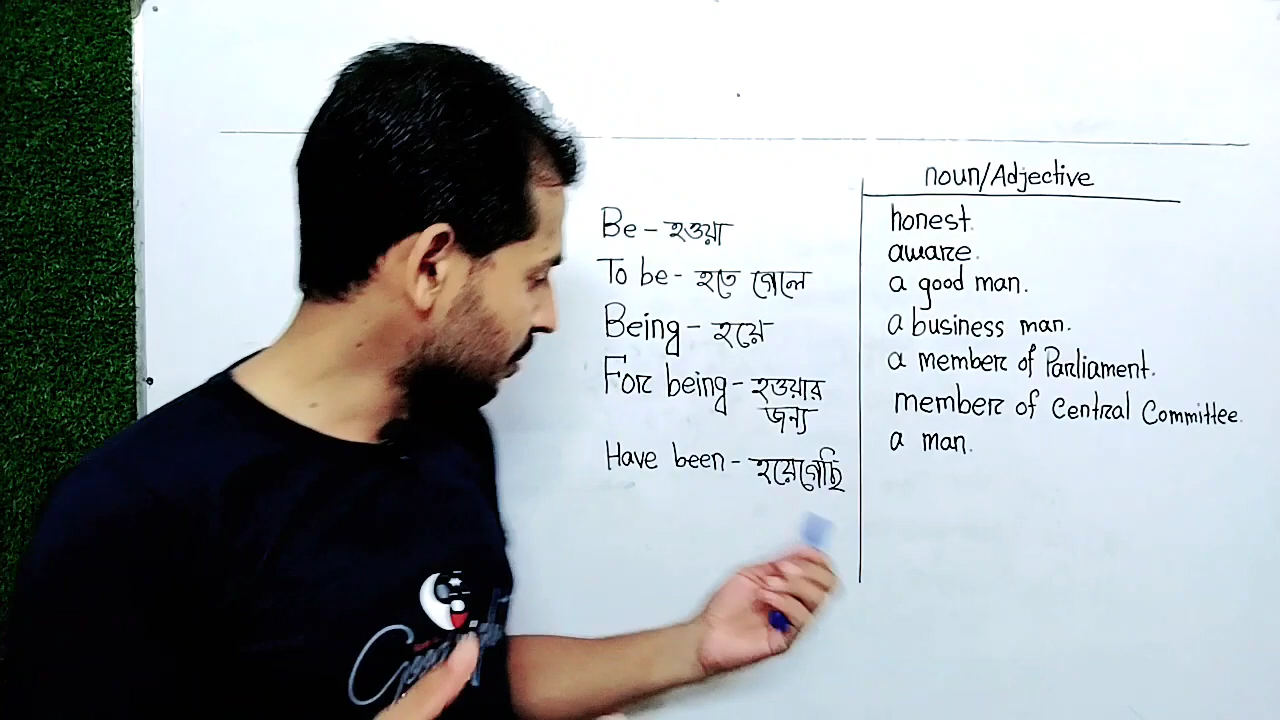 noun/Adjective
Be - হওয়া
To be - হতে গেলে
Being - হয়ে
For being - হওয়ার
জন্য
Have been - হয়েগেছি
honest.
aware.
a good man.
a business man.
a member of Parliament.
member of Central Committee.
a man.